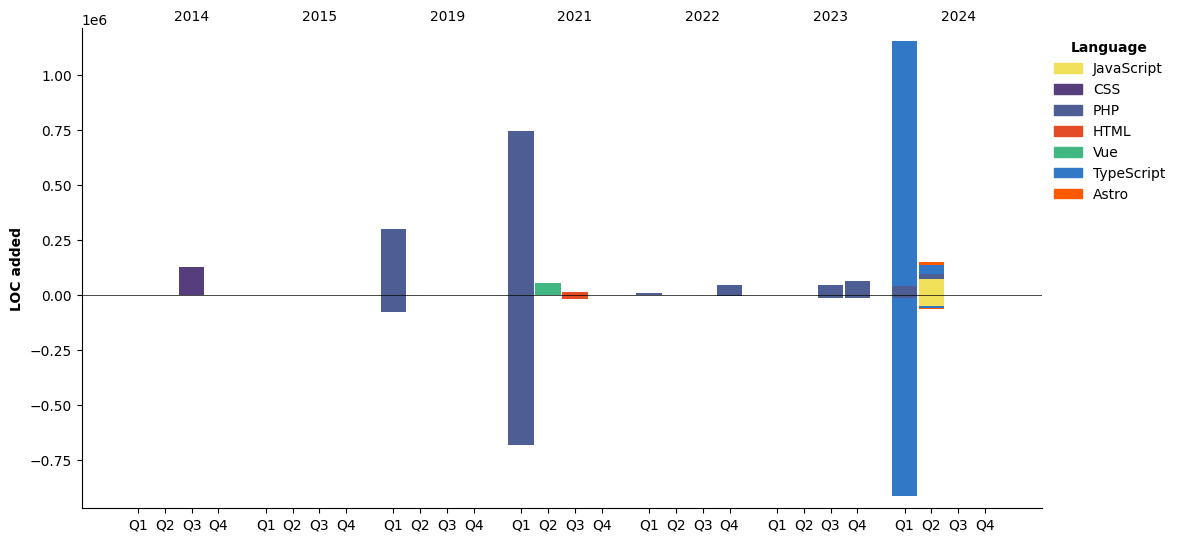 1e6
2014 2015 2019 2021 2022 2023 2024
Language
JavaScript
CSS
PHP
HTML
Vue
TypeScript
Astro
LOC added
1.00
0.75
0.50
0.25
0.00
−0.25
−0.50
−0.75
Q1 Q2 Q3 Q4 Q1 Q2 Q3 Q4 Q1 Q2 Q3 Q4 Q1 Q2 Q3 Q4 Q1 Q2 Q3 Q4 Q1 Q2 Q3 Q4 Q1 Q2 Q3 Q4